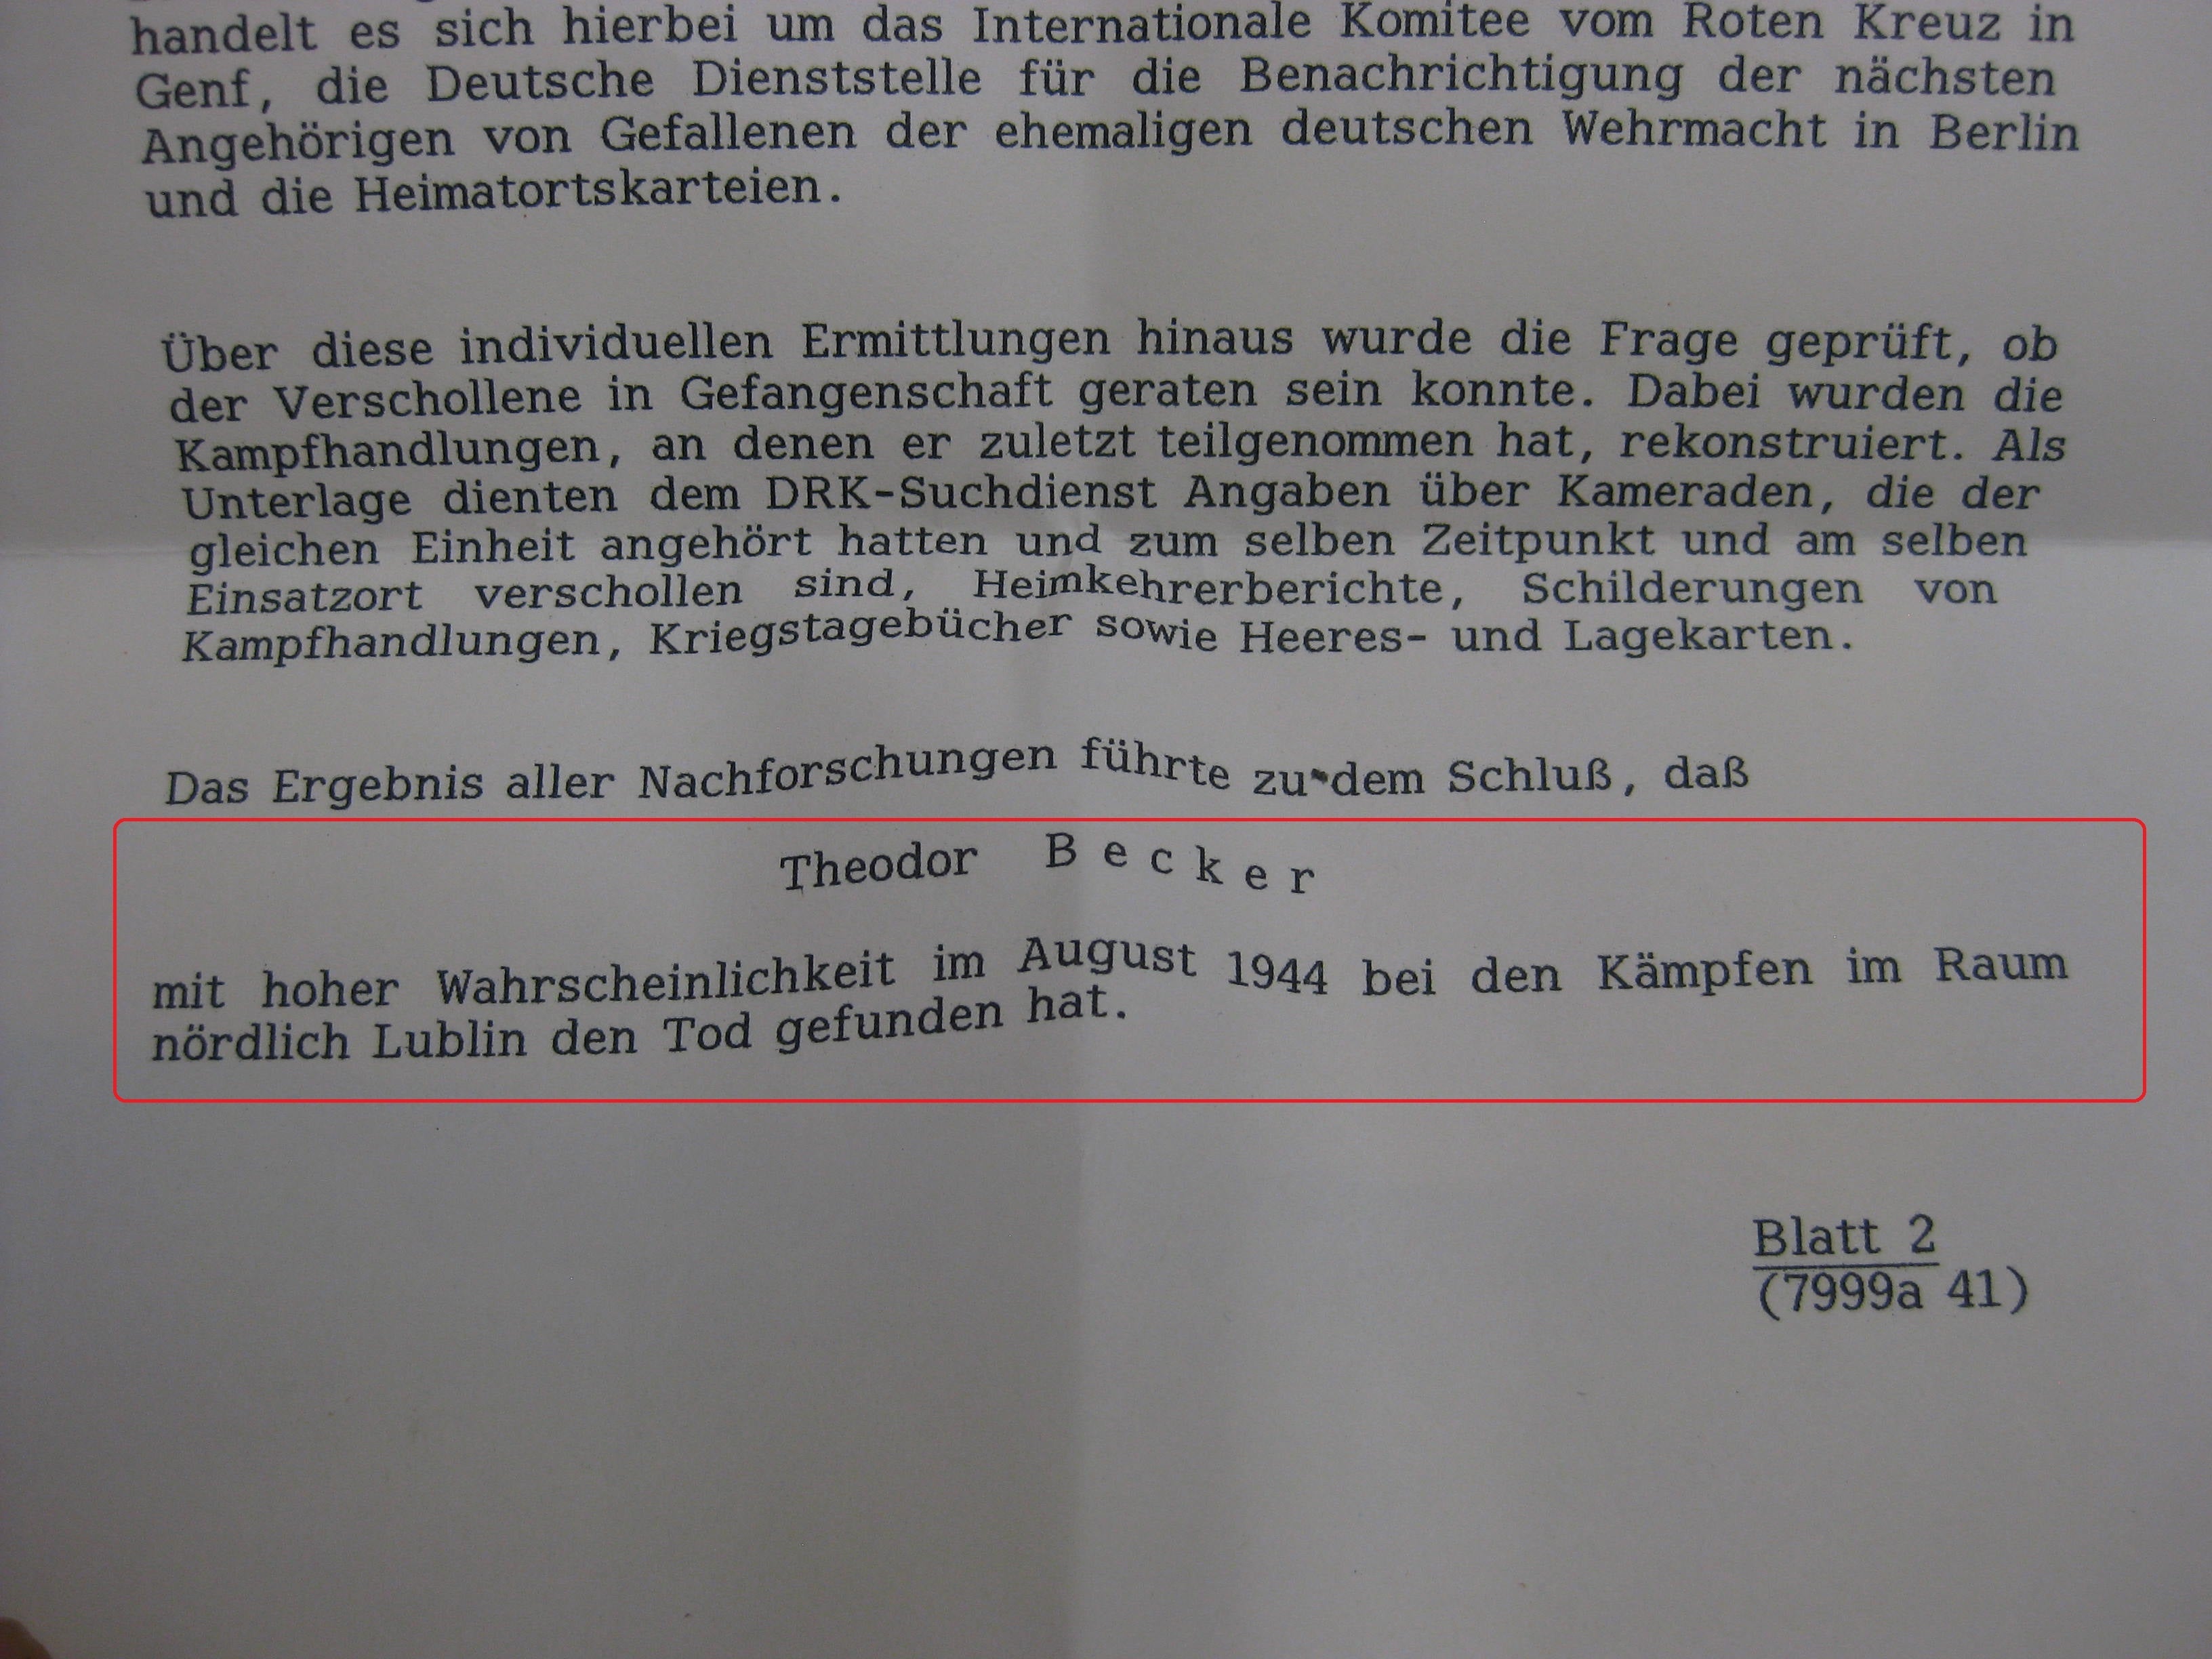 handelt es sich hierbei um das Internationale Komitee vom Roten Kreuz in
Genf, die Deutsche Dienststelle für die Benachrichtigung der nächsten
Angehörigen von Gefallenen der ehemaligen deutschen Wehrmacht in Berlin
und die Heimatortskarteien.
Über diese individuellen Ermittlungen hinaus wurde die Frage geprüft, ob
der Verschollene in Gefangenschaft geraten sein konnte. Dabei wurden die
Kampfhandlungen, an denen er zuletzt teilgenommen hat, rekonstruiert. Als
Unterlage dienten dem DRK-Suchdienst Angaben über Kameraden, die der
gleichen Einheit angehört hatten und zum selben Zeitpunkt und am selben
Einsatzort verschollen sind, Heimkehrerberichte, Schilderungen von
Kampfhandlungen, Kriegstagebücher sowie Heeres- und Lagekarten.
Das Ergebnis aller Nachforschungen führte zu dem Schluß, daß
Theodor B e c k e r
mit hoher Wahrscheinlichkeit im August 1944 bei den Kämpfen im Raum
nördlich Lublin den Tod gefunden hat.
Blatt 2
(7999a 41)